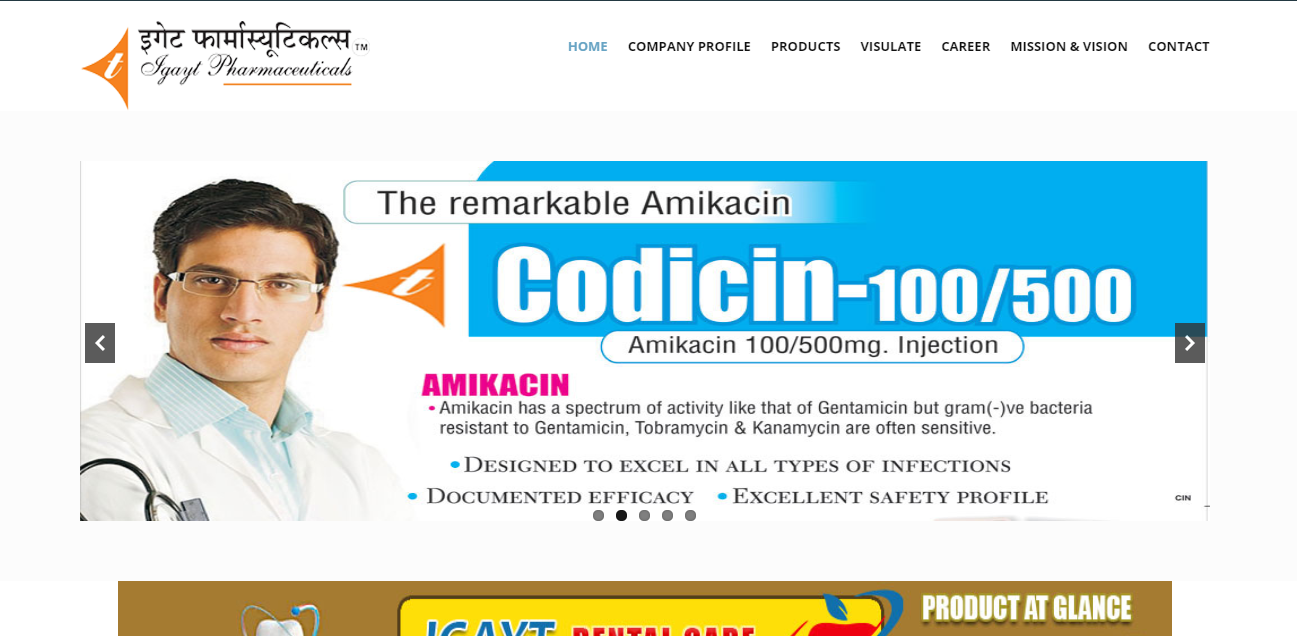 इगेट फार्मास्यूटिकल्स TM
Igayt Pharmaceuticals
HOME COMPANY PROFILE PRODUCTS VISULATE CAREER MISSION & VISION CONTACT
The remarkable Amikacin
t
Codicin-100/500
Amikacin 100/500mg. Injection
AMIKACIN
• Amikacin has a spectrum of activity like that of Gentamicin but gram(-)ve bacteria
resistant to Gentamicin, Tobramycin & Kanamycin are often sensitive.
• DESIGNED TO EXCEL IN ALL TYPES OF INFECTIONS
• DOCUMENTED EFFICACY • EXCELLENT SAFETY PROFILE
CIN
IGAYT DENTAL CARE
PRODUCT AT GLANCE